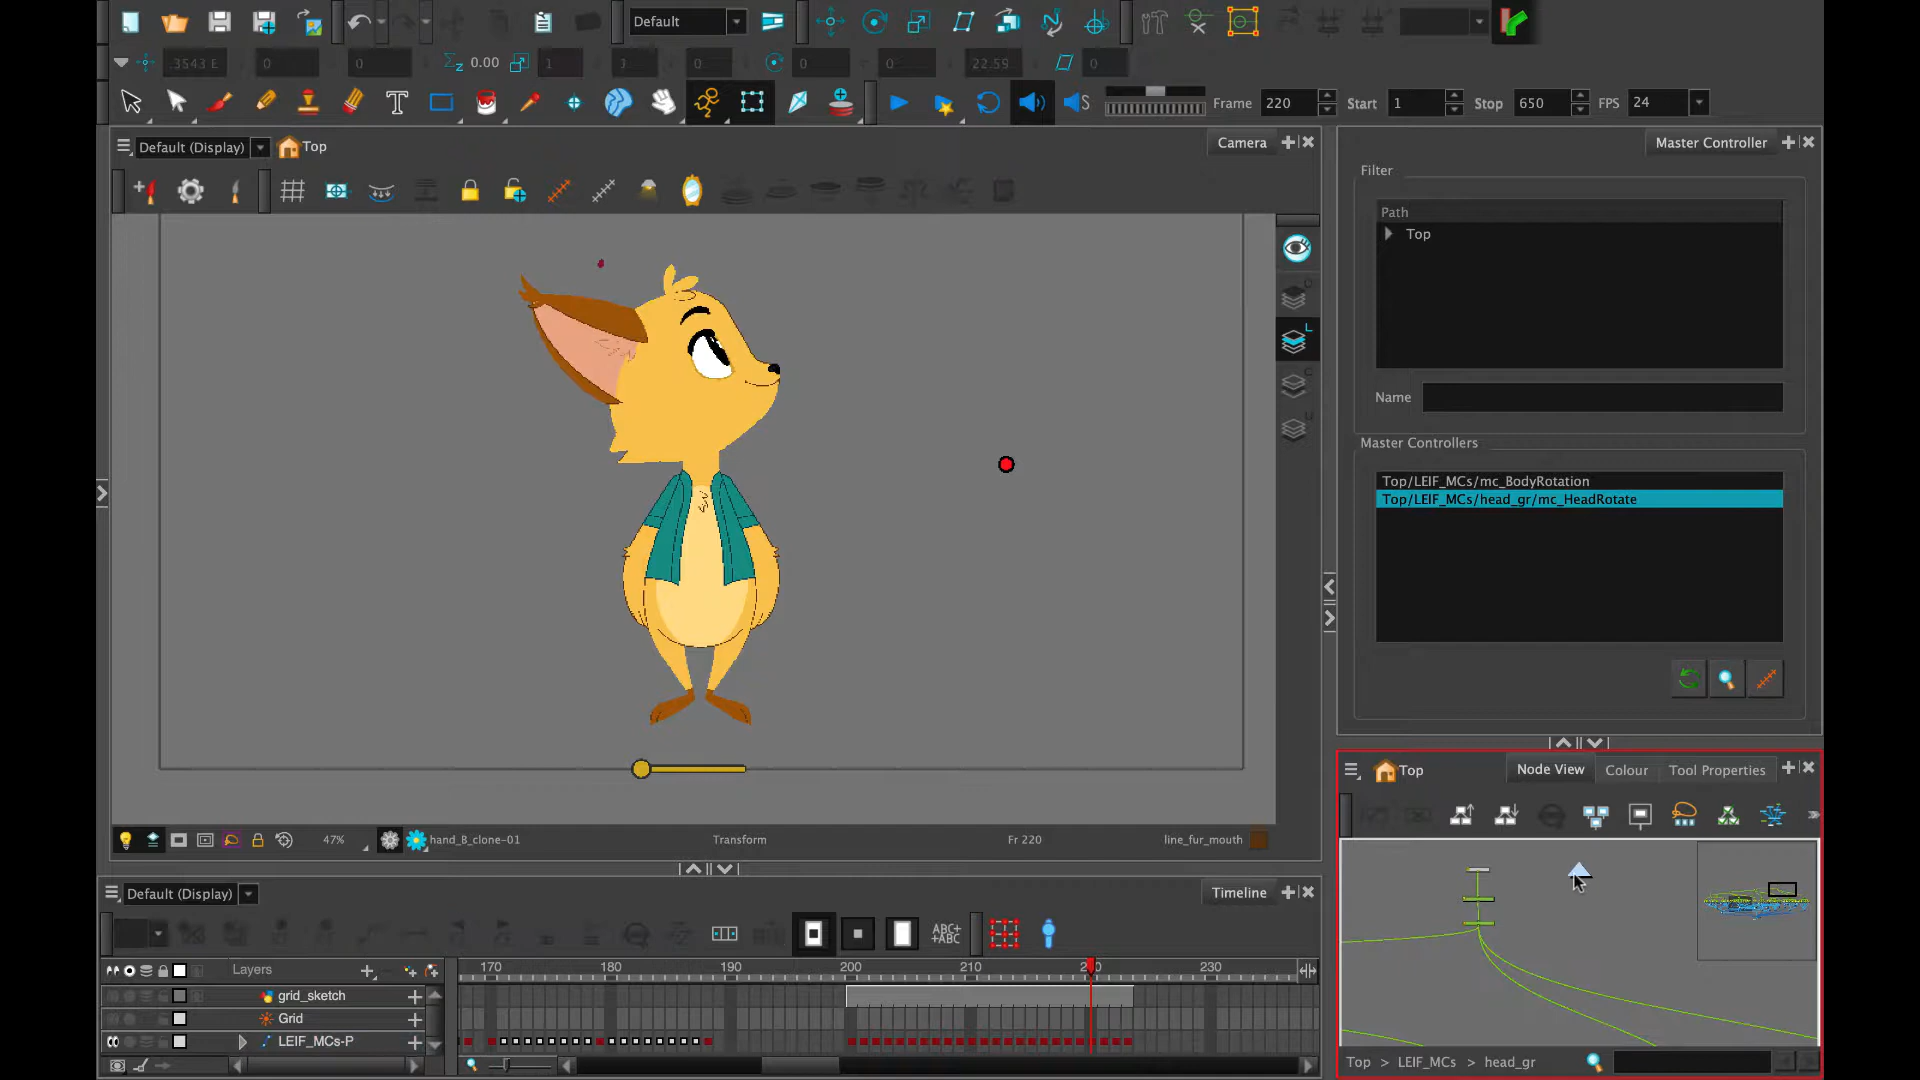 Default
.3543 E
0
0
Σz 0.00
1
1
0
0
0
22.59
0
Frame 220
Start 1
Stop 650
FPS 24
Default (Display)
Top
Camera
Master Controller
Filter
Path
Top
Name
Master Controllers
Top/LEIF_MCs/mc_BodyRotation
Top/LEIF_MCs/head_gr/mc_HeadRotate
47%
hand_B_clone-01
Transform
Fr 220
line_fur_mouth
Top
Node View
Colour
Tool Properties
Default (Display)
Timeline
ABC+
+ABC
Layers
170
180
190
200
210
230
grid_sketch
Grid
LEIF_MCs-P
Top > LEIF_MCs > head_gr